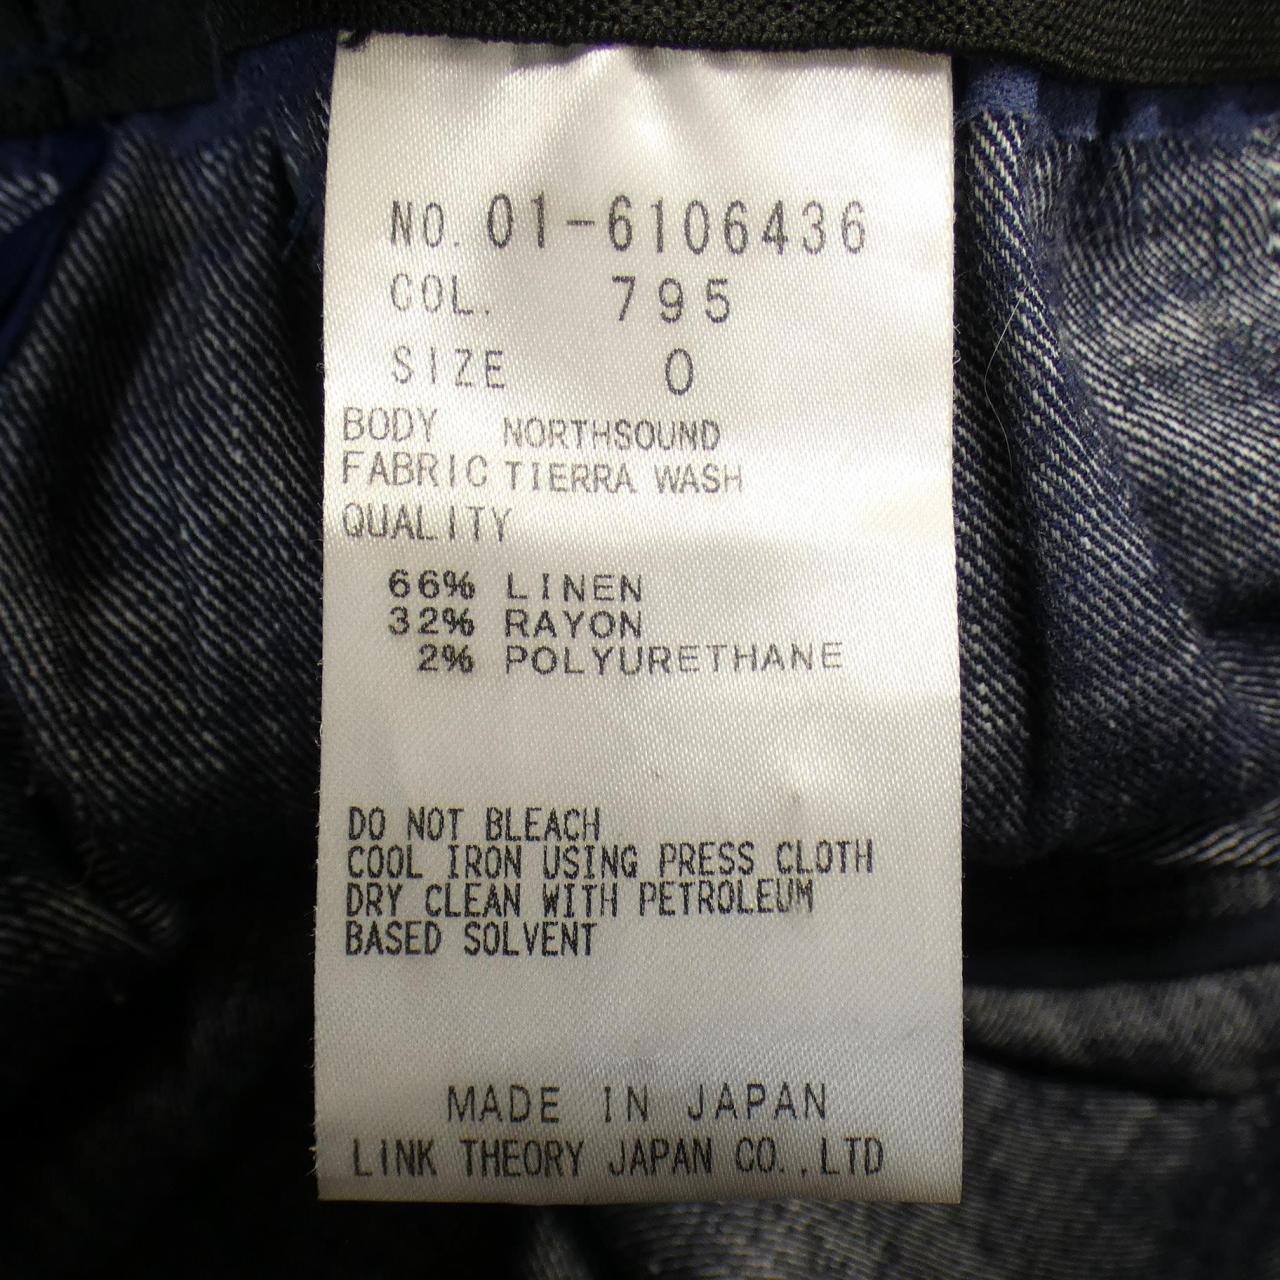 NO. 01-6106436
COL. 795
SIZE 0
BODY NORTHSOUND
FABRIC TIERRA WASH
QUALITY
66% LINEN
32% RAYON
2% POLYURETHANE
DO NOT BLEACH
COOL IRON USING PRESS CLOTH
DRY CLEAN WITH PETROLEUM
BASED SOLVENT
MADE IN JAPAN
LINK THEORY JAPAN CO.,LTD